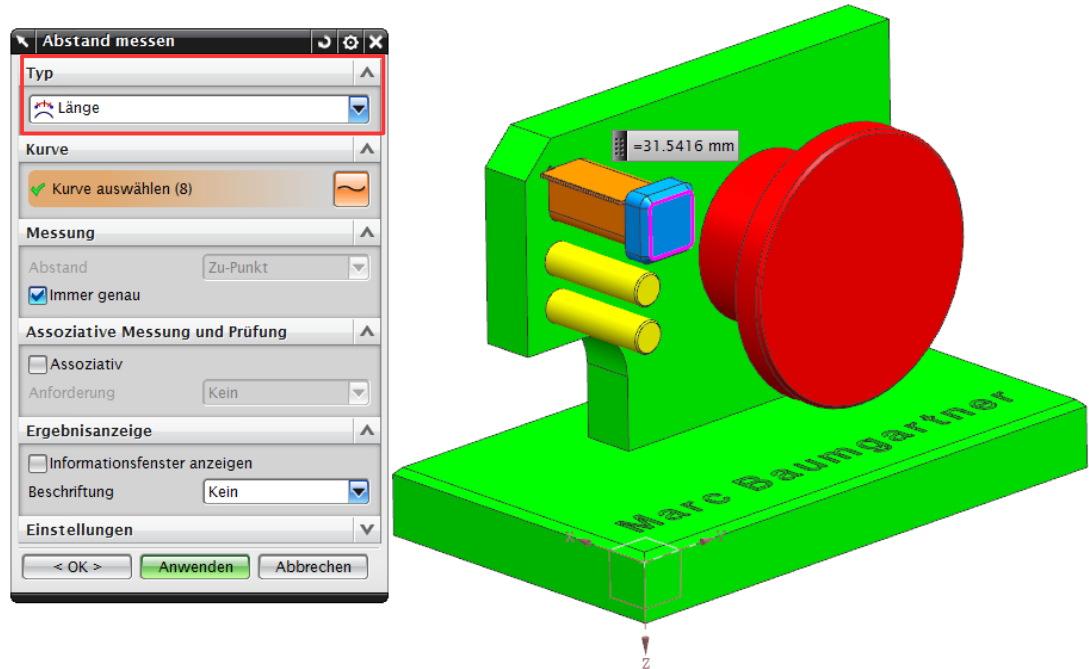 Abstand messen
Typ
Länge
Kurve
Kurve auswählen (8)
Messung
Abstand Zu-Punkt
Immer genau
Assoziative Messung und Prüfung
Assoziativ
Anforderung Kein
Ergebnisanzeige
Informationsfenster anzeigen
Beschriftung Kein
Einstellungen
< OK > Anwenden Abbrechen
=31.5416 mm
Marc Baumgartner
X
Y
Z